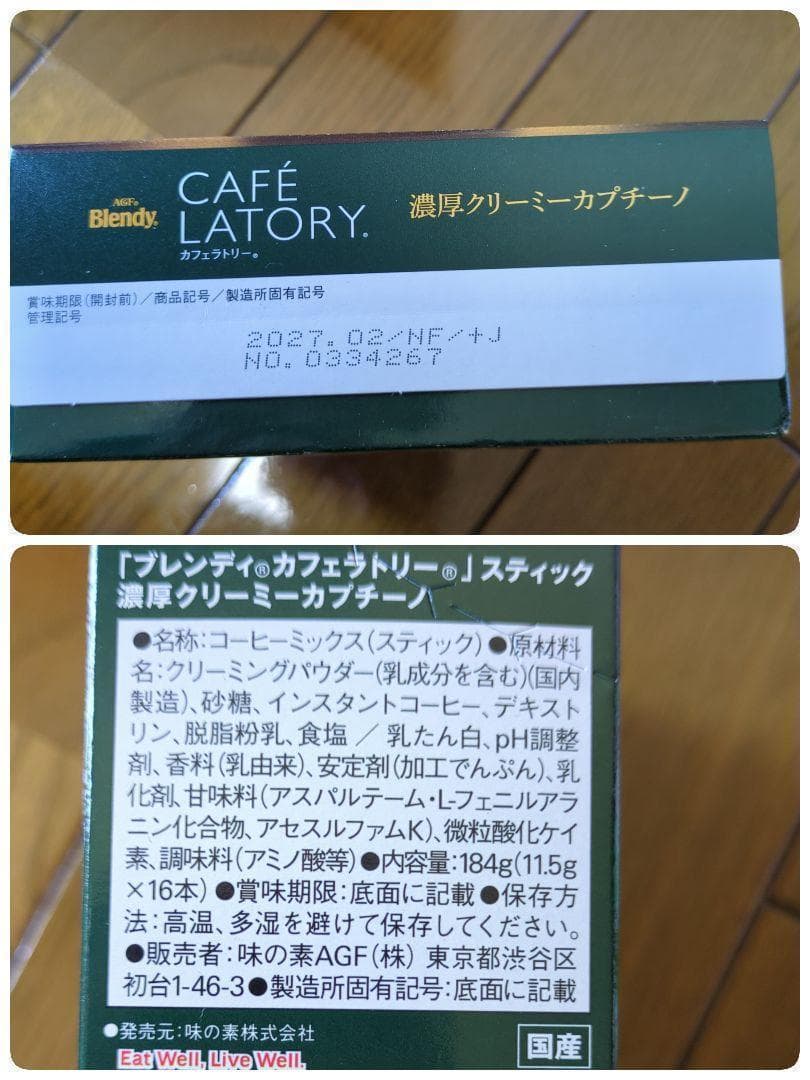 AGF® Blendy® CAFÉ LATORY® 濃厚クリーミーカプチーノ
カフェラトリー®
賞味期限(開封前)/商品記号/製造所固有記号
管理記号
2027.02/NF/+J
NO.0334267
「ブレンディ®カフェラトリー®」スティック
濃厚クリーミーカプチーノ
●名称:コーヒーミックス(スティック)●原材料
名:クリーミングパウダー(乳成分を含む)(国内
製造)、砂糖、インスタントコーヒー、デキスト
リン、脱脂粉乳、食塩/乳たん白、pH調整
剤、香料(乳由来)、安定剤(加工でんぷん)、乳
化剤、甘味料(アスパルテーム・L-フェニルアラ
ニン化合物、アセスルファムK)、微粒酸化ケイ
素、調味料(アミノ酸等)●内容量:184g(11.5g
×16本)●賞味期限:底面に記載●保存方
法:高温、多湿を避けて保存してください。
●販売者:味の素AGF(株) 東京都渋谷区
初台1-46-3●製造所固有記号:底面に記載
●発売元:味の素株式会社
Eat Well, Live Well.
国産